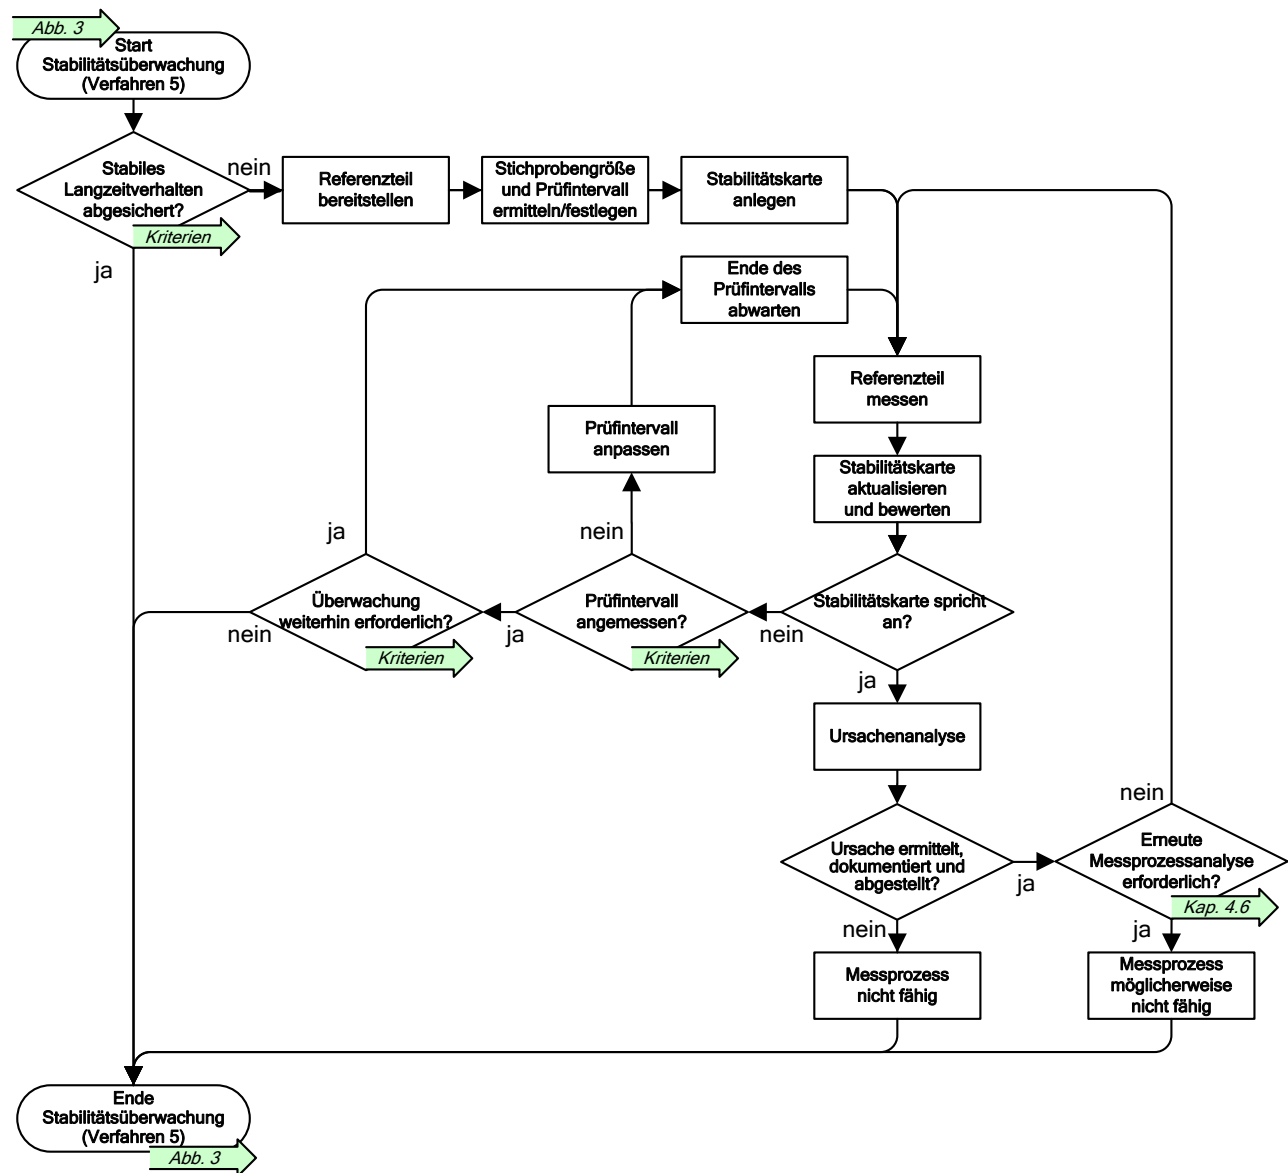 Abb. 3
Start
Stabilitätsüberwachung
(Verfahren 5)
Stabiles
Langzeitverhalten
abgesichert?
nein
Kriterien
ja
Referenzteil
bereitstellen
Stichprobengröße
und Prüfintervall
ermitteln/festlegen
Stabilitätskarte
anlegen
Ende des
Prüfintervalls
abwarten
Referenzteil
messen
Prüfintervall
anpassen
Stabilitätskarte
aktualisieren
und bewerten
ja
nein
Überwachung
weiterhin erforderlich?
nein
Kriterien
ja
Prüfintervall
angemessen?
Kriterien
nein
Stabilitätskarte spricht
an?
ja
Ursachenanalyse
nein
Ursache ermittelt,
dokumentiert und
abgestellt?
ja
Erneute
Messprozessanalyse
erforderlich?
Kap. 4.6
nein
ja
Messprozess
nicht fähig
Messprozess
möglicherweise
nicht fähig
Ende
Stabilitätsüberwachung
(Verfahren 5)
Abb. 3